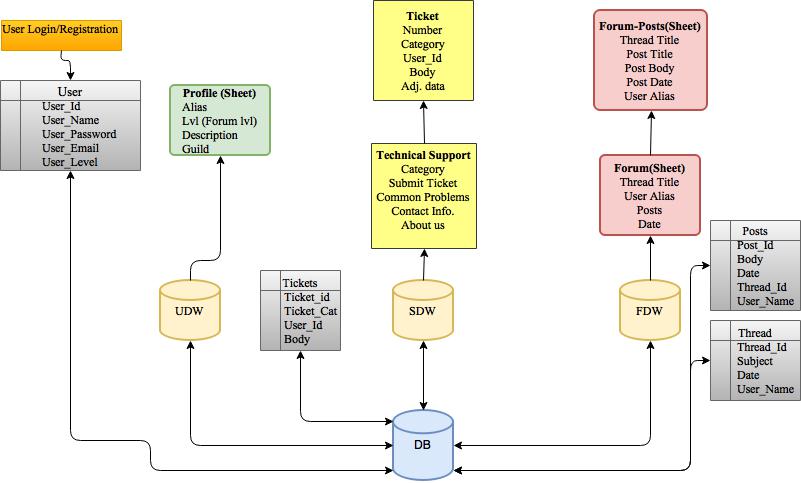 User Login/Registration
User
User_Id
User_Name
User_Password
User_Email
User_Level
Profile (Sheet)
Alias
Lvl (Forum lvl)
Description
Guild
Ticket
Number
Category
User_Id
Body
Adj. data
Technical Support
Category
Submit Ticket
Common Problems
Contact Info.
About us
Forum-Posts(Sheet)
Thread Title
Post Title
Post Body
Post Date
User Alias
Forum(Sheet)
Thread Title
User Alias
Posts
Date
Posts
Post_Id
Body
Date
Thread_Id
User_Name
Thread
Thread_Id
Subject
Date
User_Name
UDW
Tickets
Ticket_id
Ticket_Cat
User_Id
Body
SDW
FDW
DB